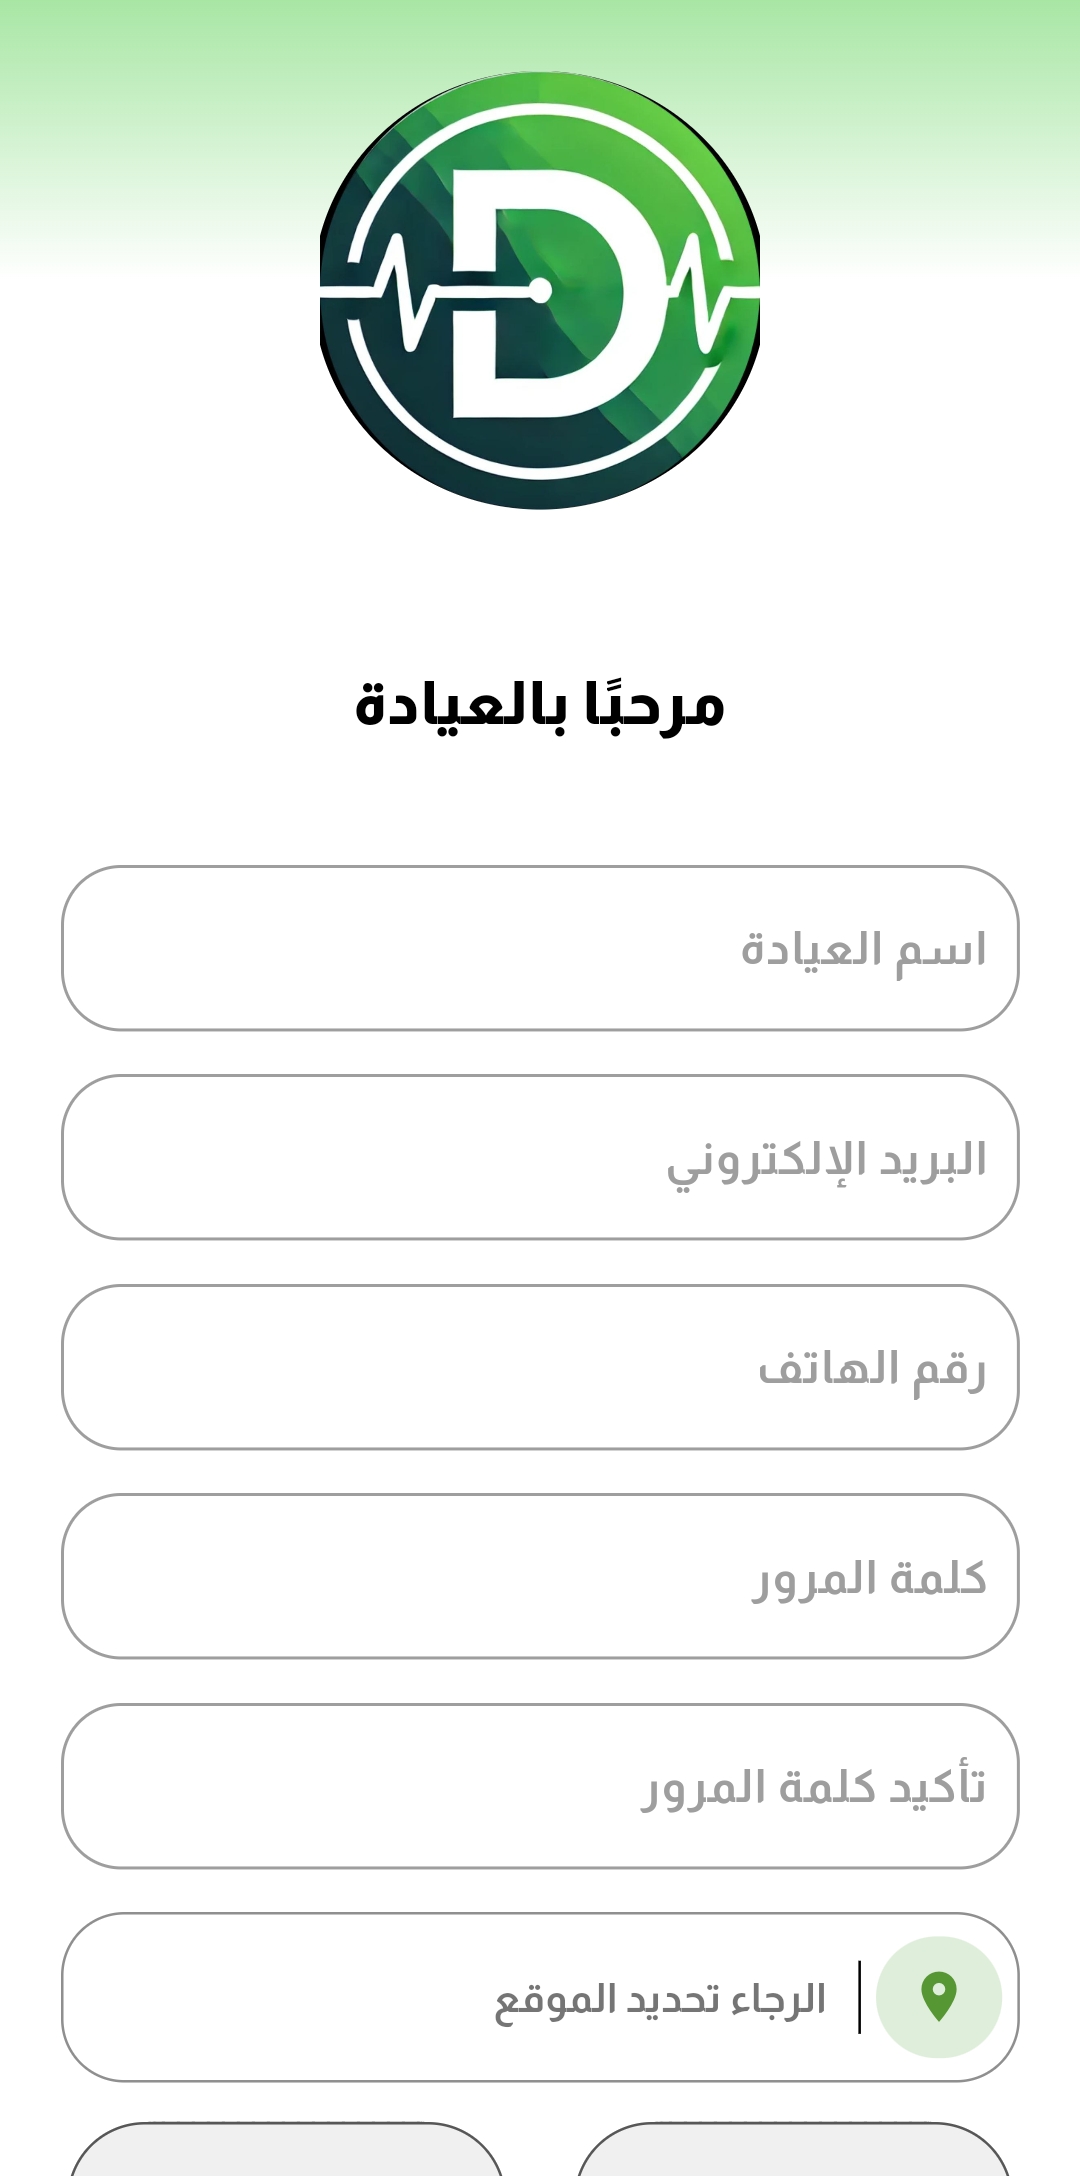 D
مرحبًا بالعيادة
اسم العيادة
البريد الإلكتروني
رقم الهاتف
كلمة المرور
تأكيد كلمة المرور
الرجاء تحديد الموقع